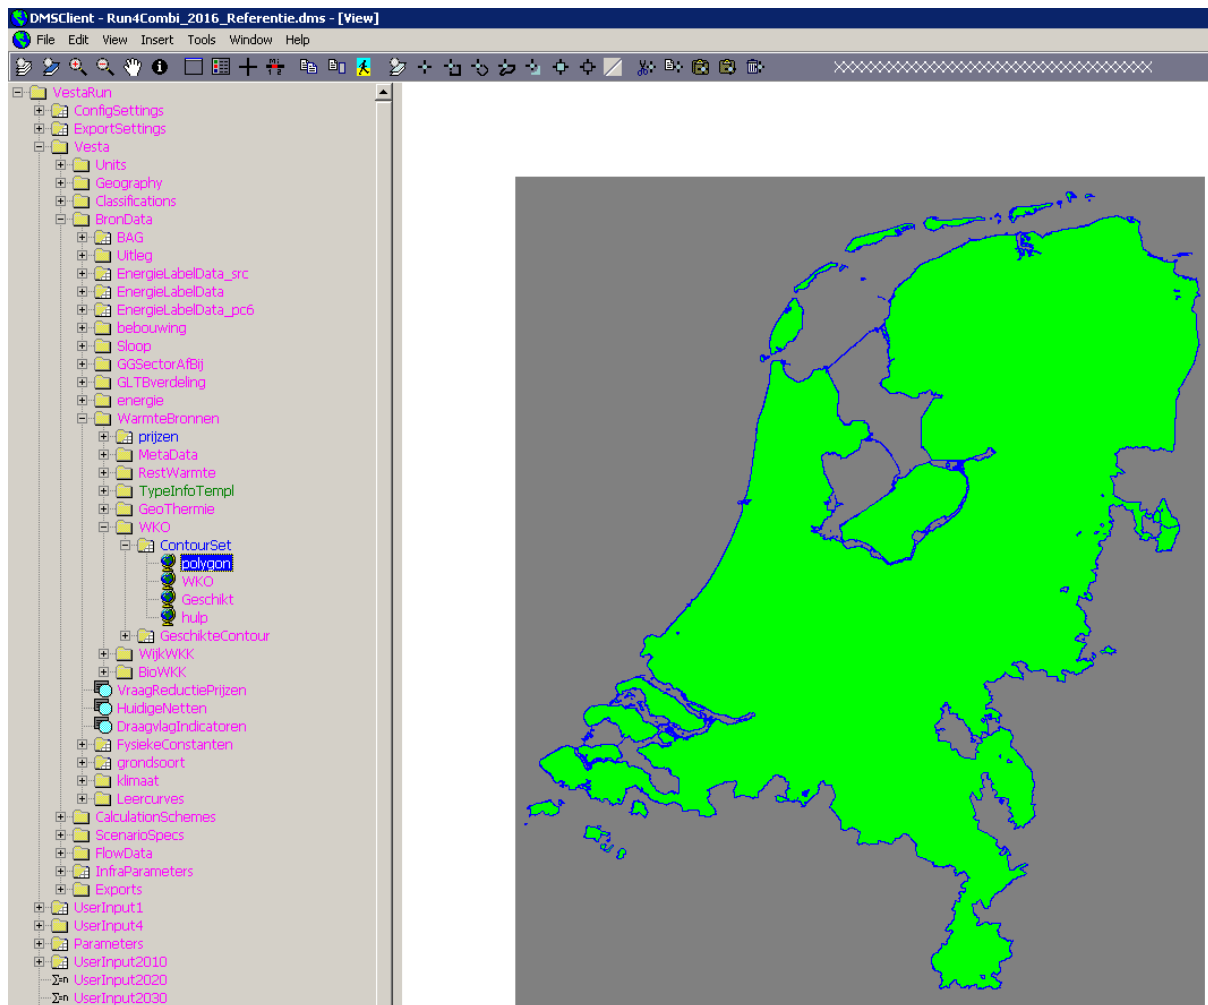 DMSClient - Run4Combi_2016_Referentie.dms - [View]
File Edit View Insert Tools Window Help
VestaRun
ConfigSettings
ExportSettings
Vesta
Units
Geography
Classifications
BronData
BAG
Uitleg
EnergieLabelData_src
EnergieLabelData
EnergieLabelData_pc6
bebouwing
Sloop
GGSectorAfBij
GLTBverdeling
energie
WarmteBronnen
prijzen
MetaData
RestWarmte
TypeInfoTempl
GeoThermie
WKO
ContourSet
polygon
WKO
Geschikt
hulp
GeschikteContour
WijkWKK
BioWKK
VraagReductiePrijzen
HuidigeNetten
DraagvlagIndicatoren
FysiekeConstanten
grondsoort
klimaat
Leercurves
CalculationSchemes
ScenarioSpecs
FlowData
InfraParameters
Exports
UserInput1
UserInput4
Parameters
UserInput2010
Σ=n UserInput2020
Σ=n UserInput2030